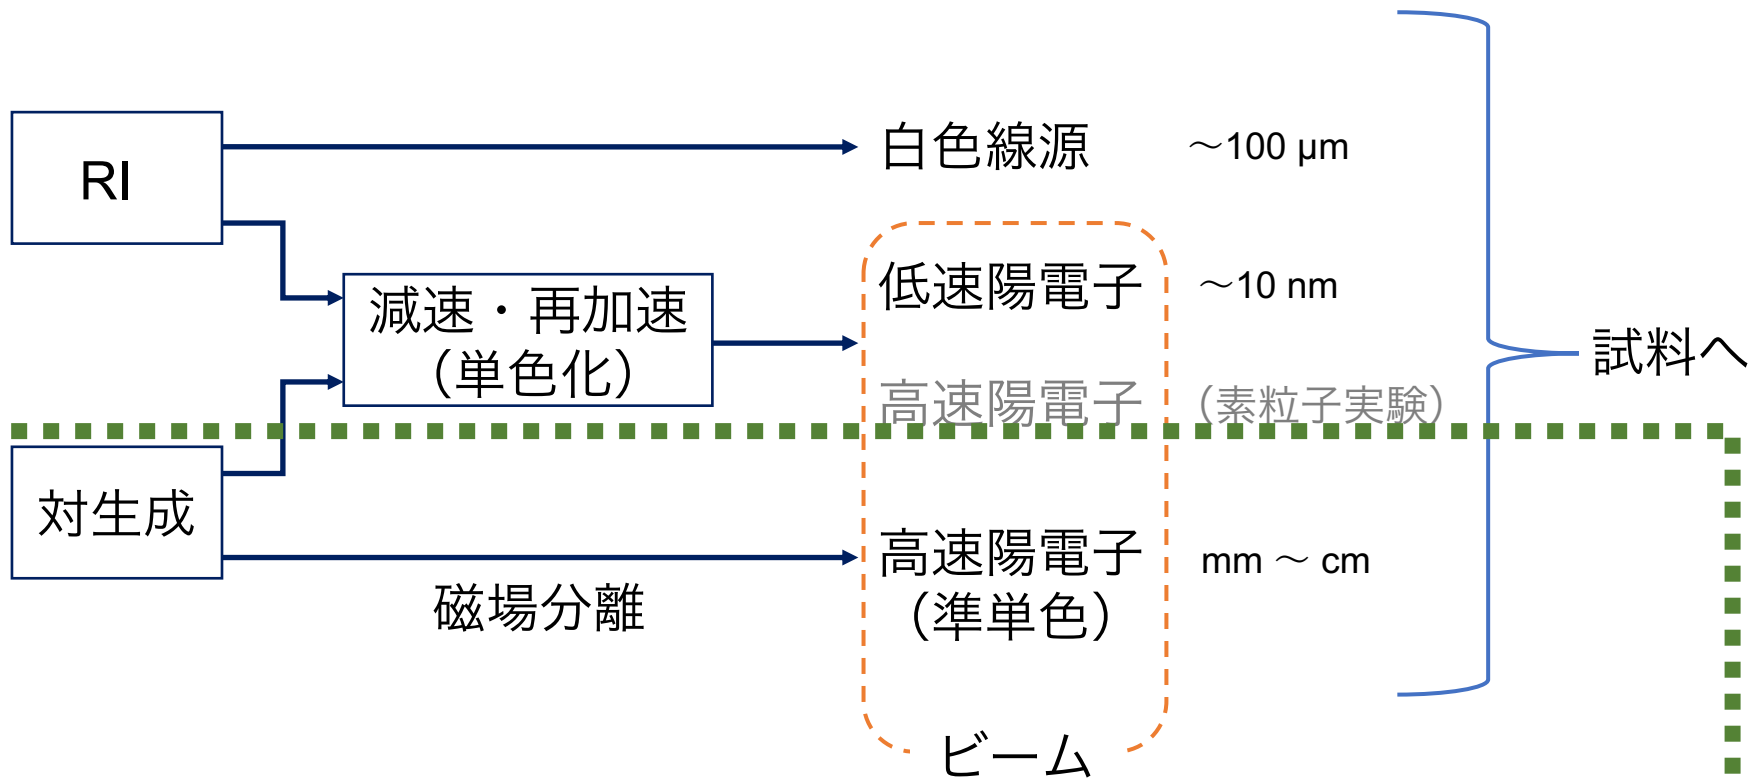 RI
白色線源
～100 μm
減速・再加速
（単色化）
低速陽電子
～10 nm
高速陽電子
（素粒子実験）
試料へ
対生成
磁場分離
高速陽電子
（準単色）
mm ～ cm
ビーム